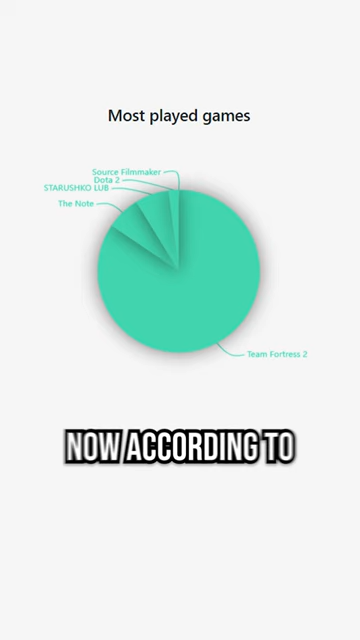 Most played games
Source Filmmaker
Dota 2
STARUSHKO LUB
The Note
Team Fortress 2
NOW ACCORDING TO